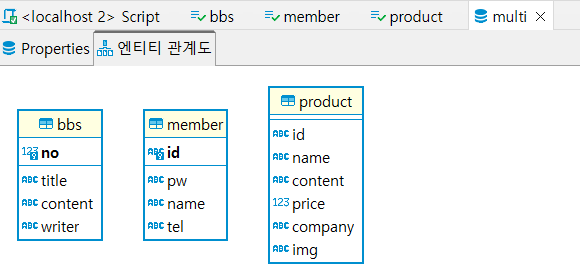 <localhost 2> Script bbs member product multi
Properties 엔티티 관계도
bbs
123 no
ABC title
ABC content
ABC writer
member
ABC id
ABC pw
ABC name
ABC tel
product
ABC id
ABC name
ABC content
123 price
ABC company
ABC img